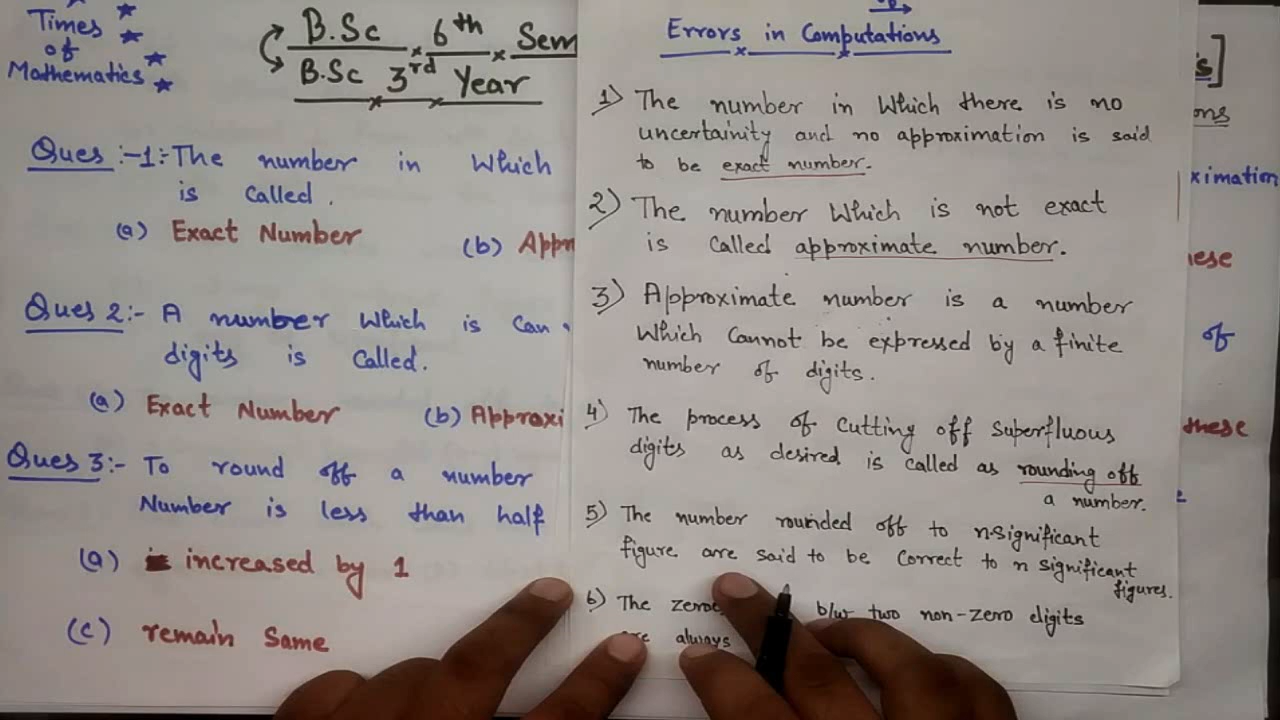 Times
of
Mathematics
B.Sc 6th Sem
B.Sc 3rd Year
Ques:-1:- The number in Which
is Called.
(a) Exact Number (b) Appr
Ques 2:- A number Which is Can
digits is Called.
(a) Exact Number (b) Approxi
Ques 3:- To round off a number
Number is less than half
(a) increased by 1
(c) remain Same
Errors in Computations
1) The number in Which there is no
uncertainity and no approximation is said
to be exact number.
2) The number Which is not exact
is Called approximate number.
3) Approximate number is a number
Which Cannot be expressed by a finite
number of digits.
4) The process of Cutting off Superfluous
digits as desired is called as rounding off
a number.
5) The number rounded off to n-significant
figure are said to be Correct to n significant
figures.
6) The b/w two non-zero digits
always
s]
ons
ximation
hese
of
these